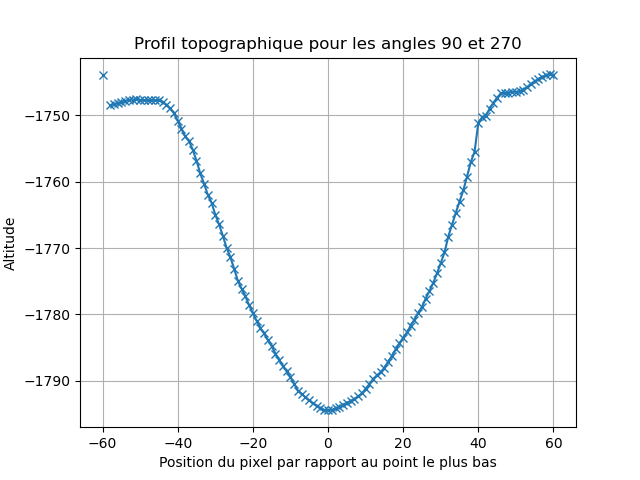 Profil topographique pour les angles 90 et 270
Altitude
−1750
−1760
−1770
−1780
−1790
−60 −40 −20 0 20 40 60
Position du pixel par rapport au point le plus bas